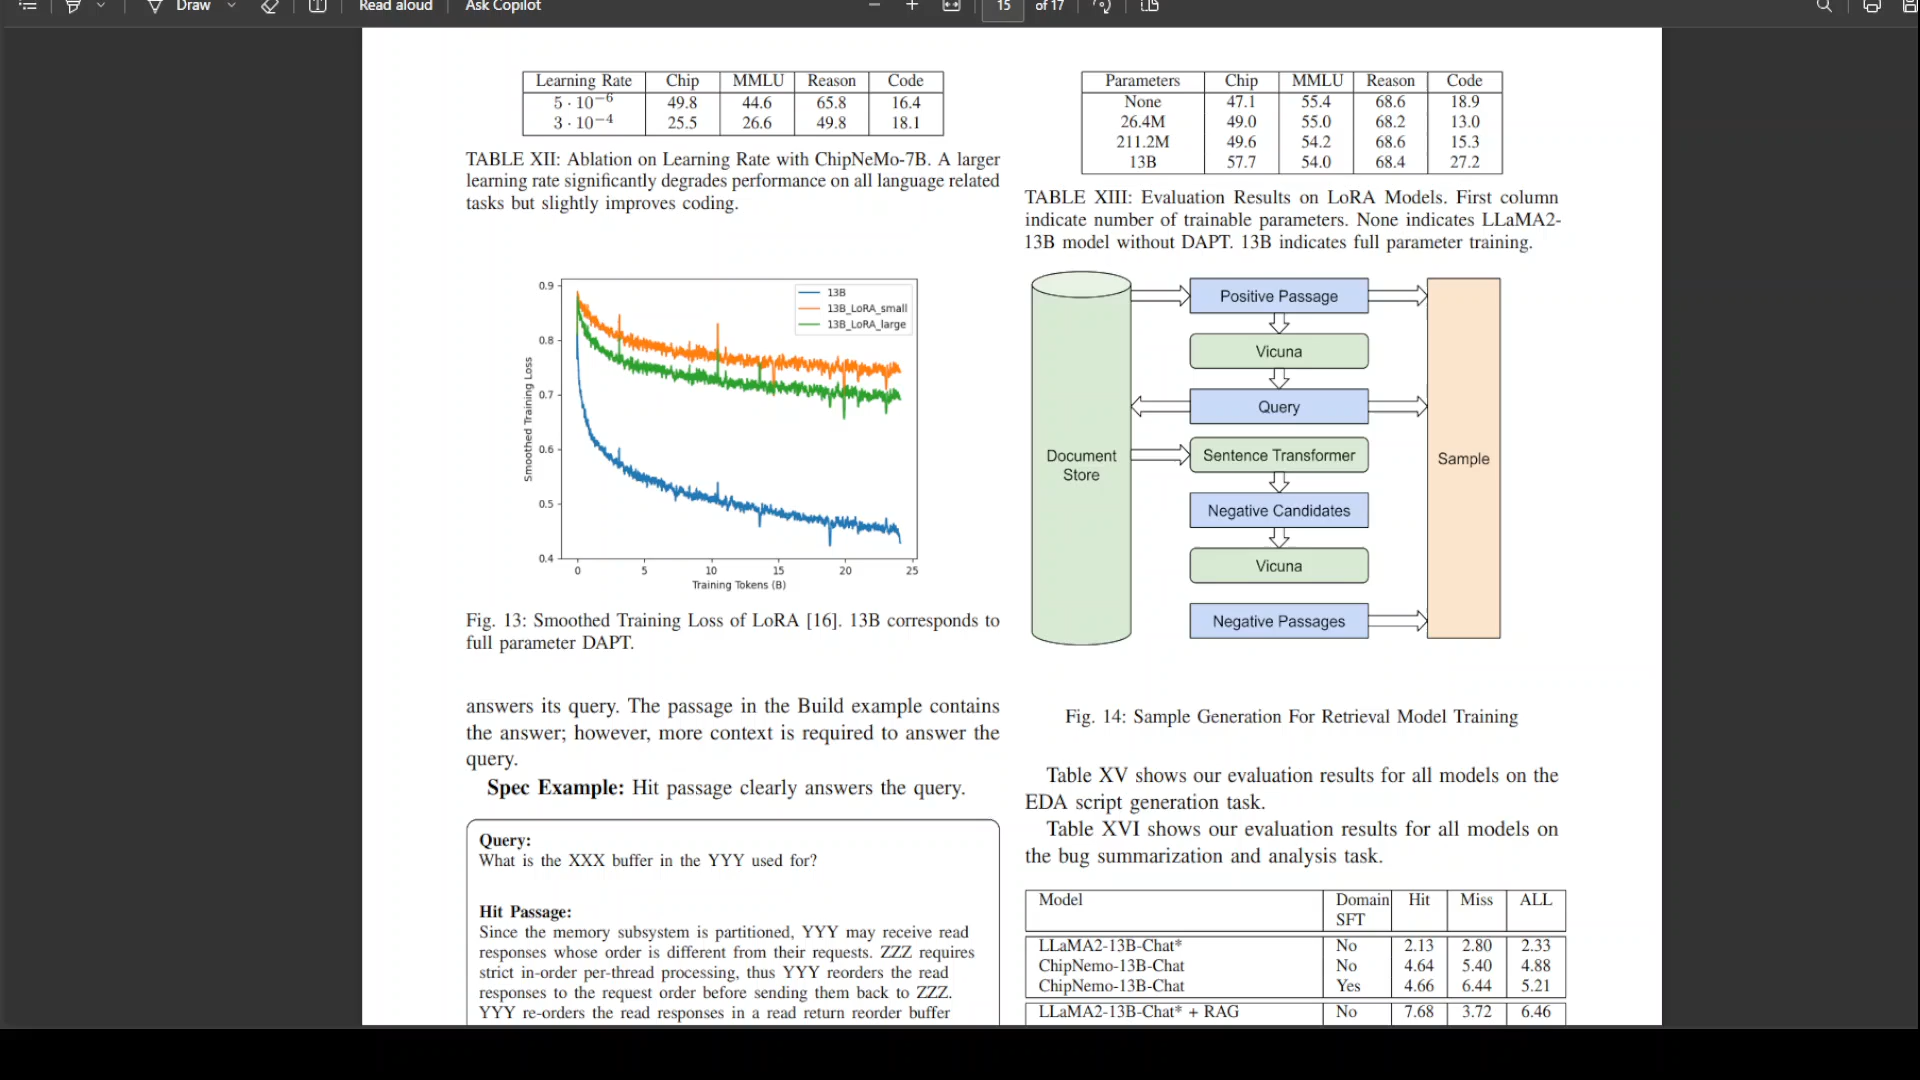 Draw
Read aloud
Ask Copilot
15
of 17
Learning Rate Chip MMLU Reason Code
5 · 10−6 49.8 44.6 65.8 16.4
3 · 10−4 25.5 26.6 49.8 18.1
TABLE XII: Ablation on Learning Rate with ChipNeMo-7B. A larger
learning rate significantly degrades performance on all language related
tasks but slightly improves coding.
0.9
0.8
0.7
0.6
0.5
0.4
Smoothed Training Loss
13B
13B_LoRA_small
13B_LoRA_large
0 5 10 15 20 25
Training Tokens (B)
Fig. 13: Smoothed Training Loss of LoRA [16]. 13B corresponds to
full parameter DAPT.
answers its query. The passage in the Build example contains
the answer; however, more context is required to answer the
query.
Spec Example: Hit passage clearly answers the query.
Query:
What is the XXX buffer in the YYY used for?
Hit Passage:
Since the memory subsystem is partitioned, YYY may receive read
responses whose order is different from their requests. ZZZ requires
strict in-order per-thread processing, thus YYY reorders the read
responses to the request order before sending them back to ZZZ.
YYY re-orders the read responses in a read return reorder buffer
Parameters Chip MMLU Reason Code
None 47.1 55.4 68.6 18.9
26.4M 49.0 55.0 68.2 13.0
211.2M 49.6 54.2 68.6 15.3
13B 57.7 54.0 68.4 27.2
TABLE XIII: Evaluation Results on LoRA Models. First column
indicate number of trainable parameters. None indicates LLaMA2-
13B model without DAPT. 13B indicates full parameter training.
Document
Store
Positive Passage
Vicuna
Query
Sentence Transformer
Negative Candidates
Vicuna
Negative Passages
Sample
Fig. 14: Sample Generation For Retrieval Model Training
Table XV shows our evaluation results for all models on the
EDA script generation task.
Table XVI shows our evaluation results for all models on
the bug summarization and analysis task.
Model Domain Hit Miss ALL
SFT
LLaMA2-13B-Chat* No 2.13 2.80 2.33
ChipNemo-13B-Chat No 4.64 5.40 4.88
ChipNemo-13B-Chat Yes 4.66 6.44 5.21
LLaMA2-13B-Chat* + RAG No 7.68 3.72 6.46